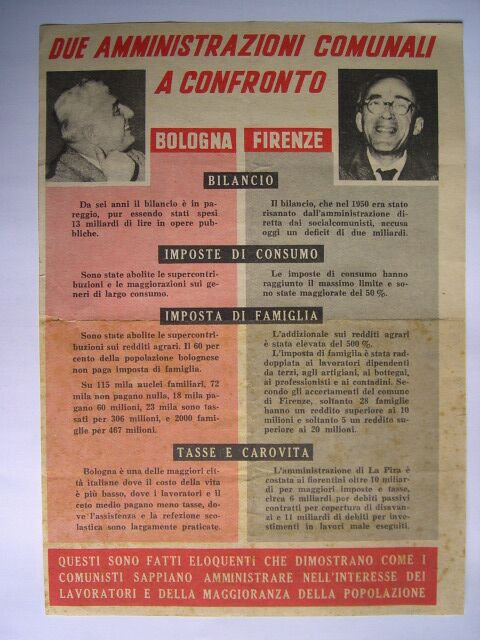 DUE AMMINISTRAZIONI COMUNALI
A CONFRONTO
BOLOGNA FIRENZE
BILANCIO
Da sei anni il bilancio è in pa-
reggio, pur essendo stati spesi
13 miliardi di lire in opere pub-
bliche.
Il bilancio, che nel 1950 era stato
risanato dall'amministrazione di-
retta dai socialcomunisti, accusa
oggi un deficit di due miliardi.
IMPOSTE DI CONSUMO
Sono state abolite le supercontri-
buzioni e le maggiorazioni sui ge-
neri di largo consumo.
Le imposte di consumo hanno
raggiunto il massimo limite e so-
no state maggiorate del 50 %.
IMPOSTA DI FAMIGLIA
Sono state abolite le supercontri-
buzioni sui redditi agrari. Il 60 per
cento della popolazione bolognese
non paga imposta di famiglia.
Su 115 mila nuclei familiari, 72
mila non pagano nulla, 18 mila pa-
gano 60 milioni, 23 mila sono tas-
sati per 306 milioni, e 2000 fami-
glie per 467 milioni.
L'addizionale sui redditi agrari
è stata elevata del 500 %.
L'imposta di famiglia è stata rad-
doppiata ai lavoratori dipendenti
da terzi, agli artigiani, ai bottegai,
ai professionisti e ai contadini. Se-
condo gli accertamenti del comune
di Firenze, soltanto 28 famiglie
hanno un reddito superiore ai 10
milioni e soltanto 5 un reddito su-
periore ai 20 milioni.
TASSE E CAROVITA
Bologna è una delle maggiori cit-
tà italiane dove il costo della vita
è più basso, dove i lavoratori e il
ceto medio pagano meno tasse, do-
ve l'assistenza e la refezione sco-
lastica sono largamente praticate.
L'amministrazione di La Pira è
costata ai fiorentini oltre 10 miliar-
di per maggiori imposte e tasse,
circa 6 miliardi per debiti passivi
contratti per copertura di disavan-
zi e 11 miliardi di debiti per inve-
stimenti in lavori male eseguiti.
QUESTI SONO FATTI ELOQUENTI CHE DIMOSTRANO COME I
COMUNISTI SAPPIANO AMMINISTRARE NELL'INTERESSE DEI
LAVORATORI E DELLA MAGGIORANZA DELLA POPOLAZIONE